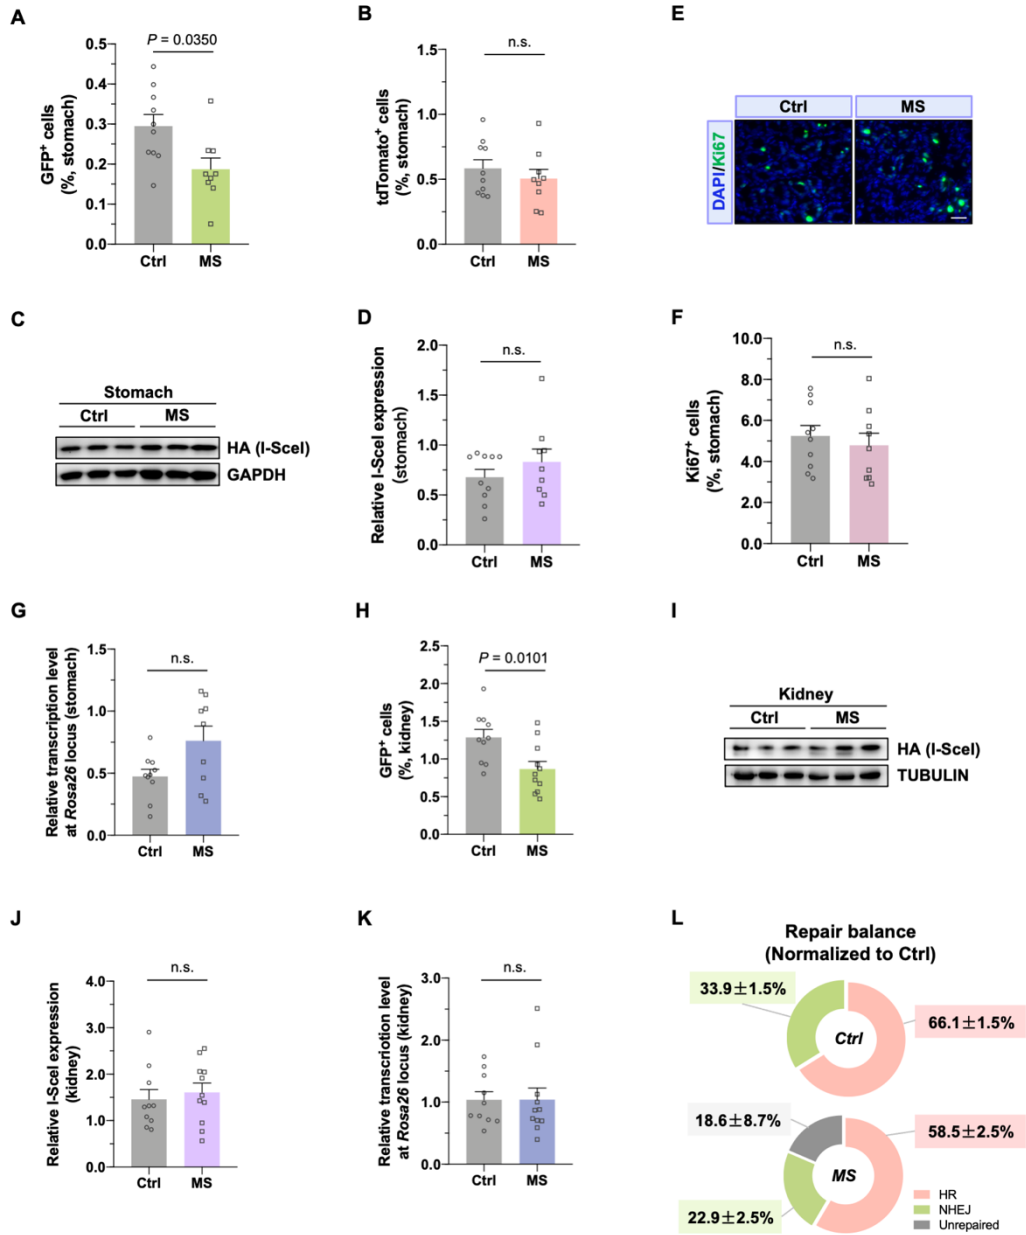 A
P = 0.0350
GFP⁺ cells
(%, stomach)
0.5
0.4
0.3
0.2
0.1
0.0
Ctrl
MS
B
n.s.
tdTomato⁺ cells
(%, stomach)
1.5
1.0
0.5
0.0
Ctrl
MS
E
Ctrl
MS
DAPI/Ki67
C
Stomach
Ctrl
MS
HA (I-SceI)
GAPDH
D
n.s.
Relative I-SceI expression
(stomach)
2.0
1.5
1.0
0.5
0.0
Ctrl
MS
F
n.s.
Ki67⁺ cells
(%, stomach)
10.0
8.0
6.0
4.0
2.0
0.0
Ctrl
MS
G
n.s.
Relative transcription level
at Rosa26 locus (stomach)
1.5
1.0
0.5
0.0
Ctrl
MS
H
P = 0.0101
GFP⁺ cells
(%, kidney)
2.5
2.0
1.5
1.0
0.5
0.0
Ctrl
MS
I
Kidney
Ctrl
MS
HA (I-SceI)
TUBULIN
J
n.s.
Relative I-SceI expression
(kidney)
4.0
3.0
2.0
1.0
0.0
Ctrl
MS
K
n.s.
Relative transcriotion level
at Rosa26 locus (kidney)
3.0
2.0
1.0
0.0
Ctrl
MS
L
Repair balance
(Normalized to Ctrl)
33.9±1.5%
66.1±1.5%
Ctrl
18.6±8.7%
58.5±2.5%
MS
22.9±2.5%
HR
NHEJ
Unrepaired